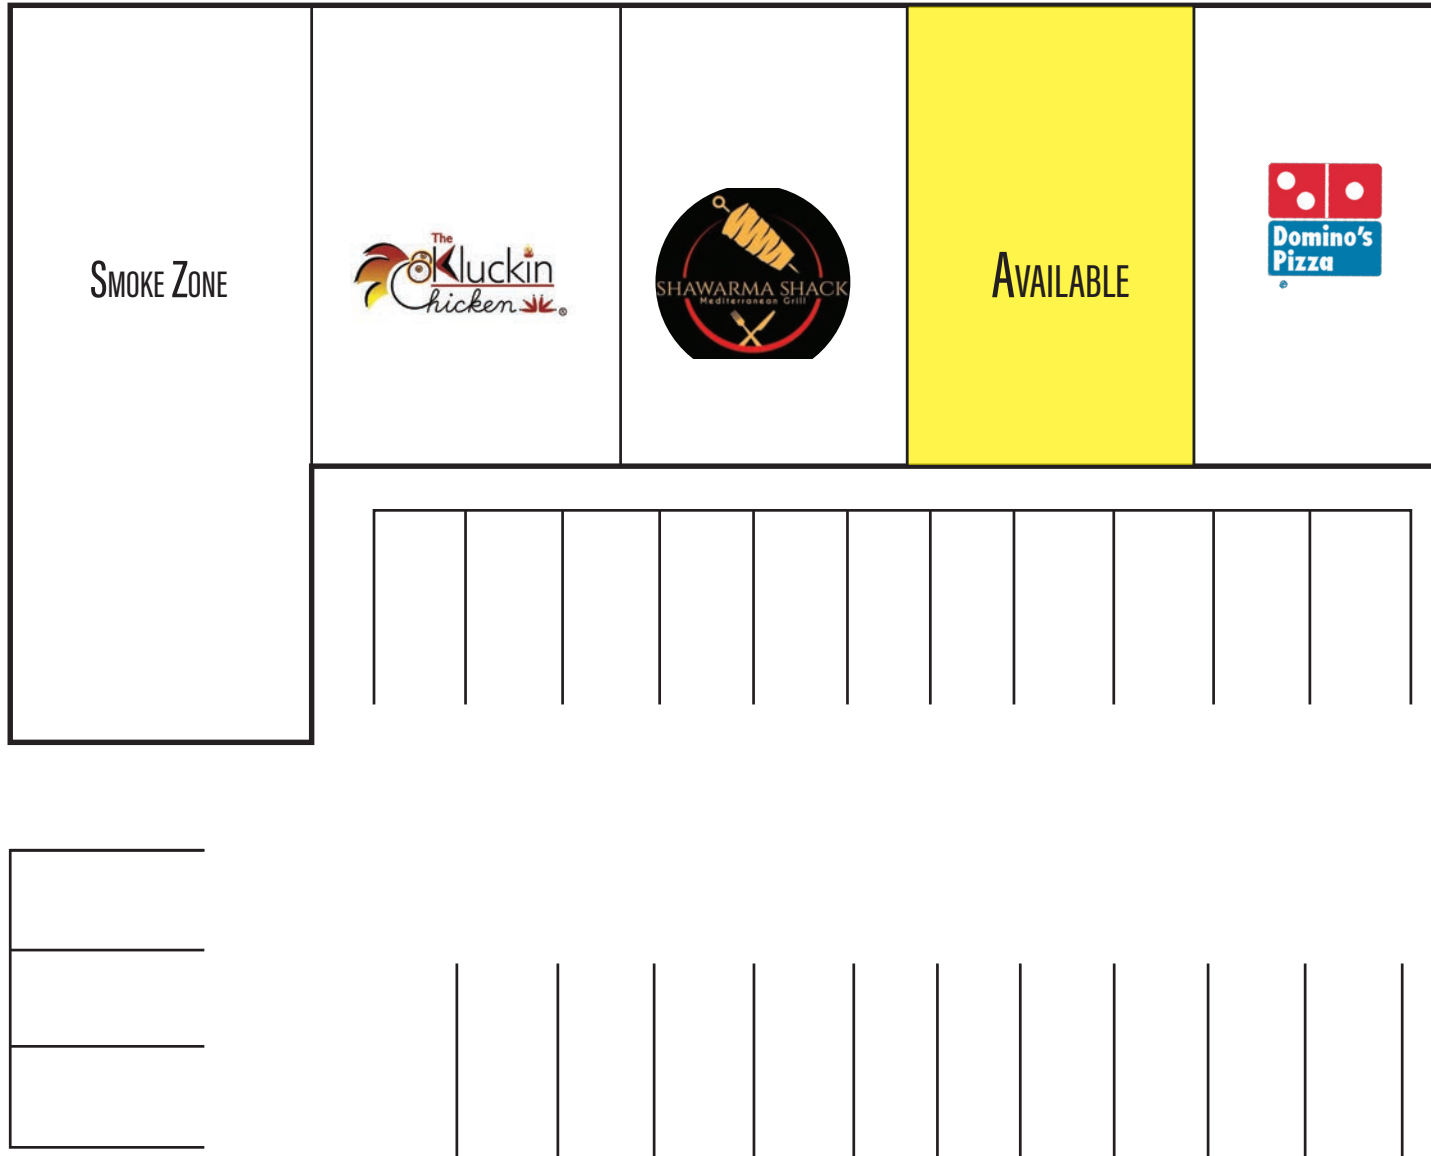 Smoke Zone
The
Kluckin
Chicken ®
SHAWARMA SHACK
Mediterranean Grill
Available
Domino's
Pizza
®